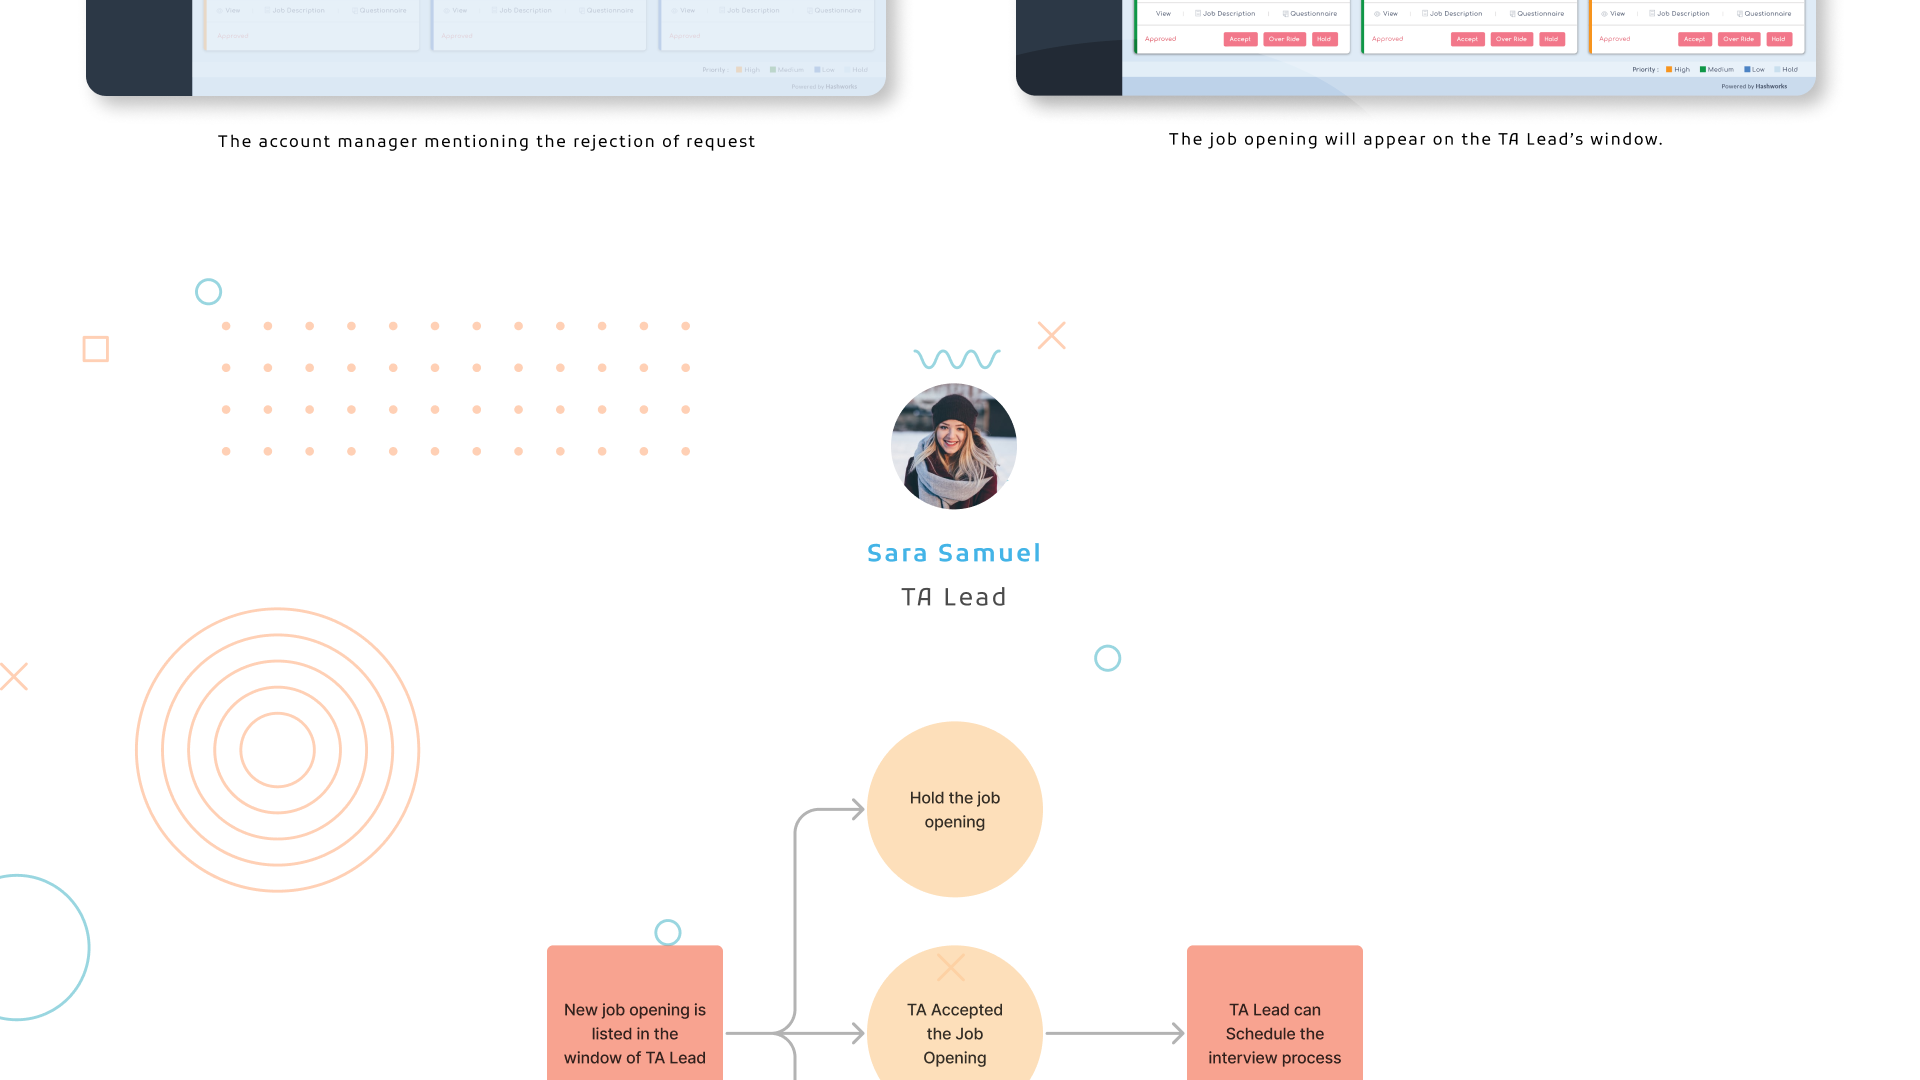 View Job Description Questionnaire View Job Description Questionnaire View Job Description Questionnaire
Approved Approved Approved
Priority : High Medium Low Hold
Powered by Hashworks
The account manager mentioning the rejection of request
View Job Description Questionnaire View Job Description Questionnaire View Job Description Questionnaire
Approved Accept Over Ride Hold Approved Accept Over Ride Hold Approved Accept Over Ride Hold
Priority : High Medium Low Hold
Powered by Hashworks
The job opening will appear on the TA Lead's window.
Sara Samuel
TA Lead
Hold the job
opening
New job opening is
listed in the
window of TA Lead
TA Accepted
the Job
Opening
TA Lead can
Schedule the
interview process